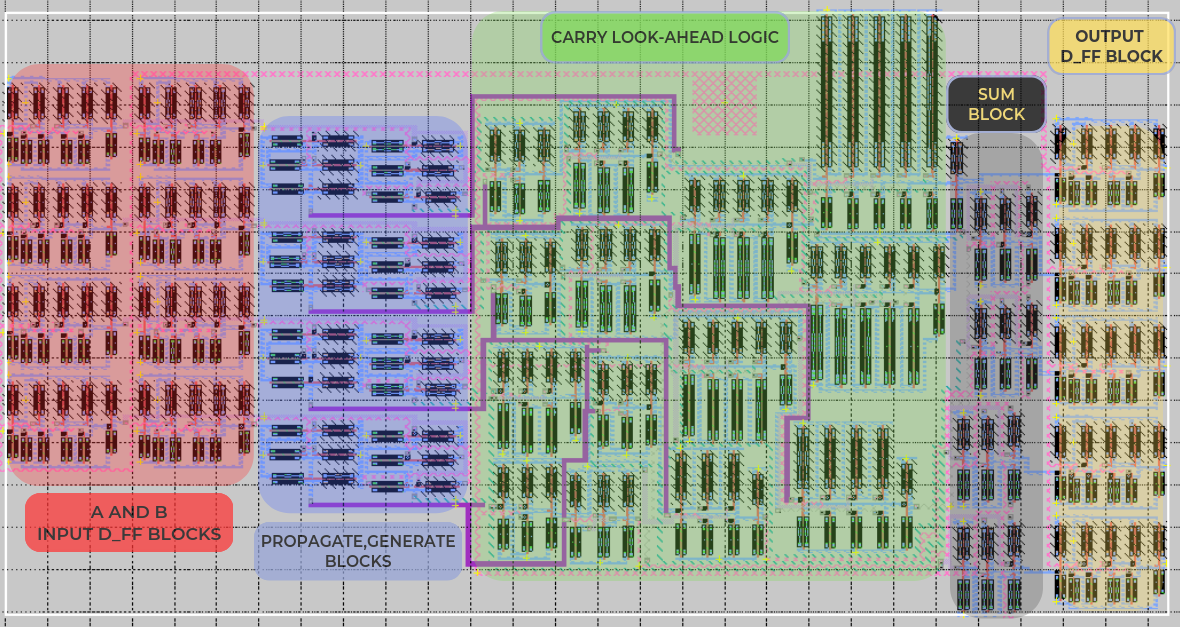 CARRY LOOK-AHEAD LOGIC
OUTPUT
D_FF BLOCK
SUM
BLOCK
A AND B
INPUT D_FF BLOCKS
PROPAGATE,GENERATE
BLOCKS